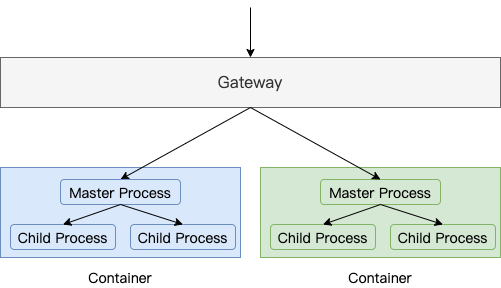 Gateway
Master Process
Master Process
Child Process
Child Process
Child Process
Child Process
Container
Container